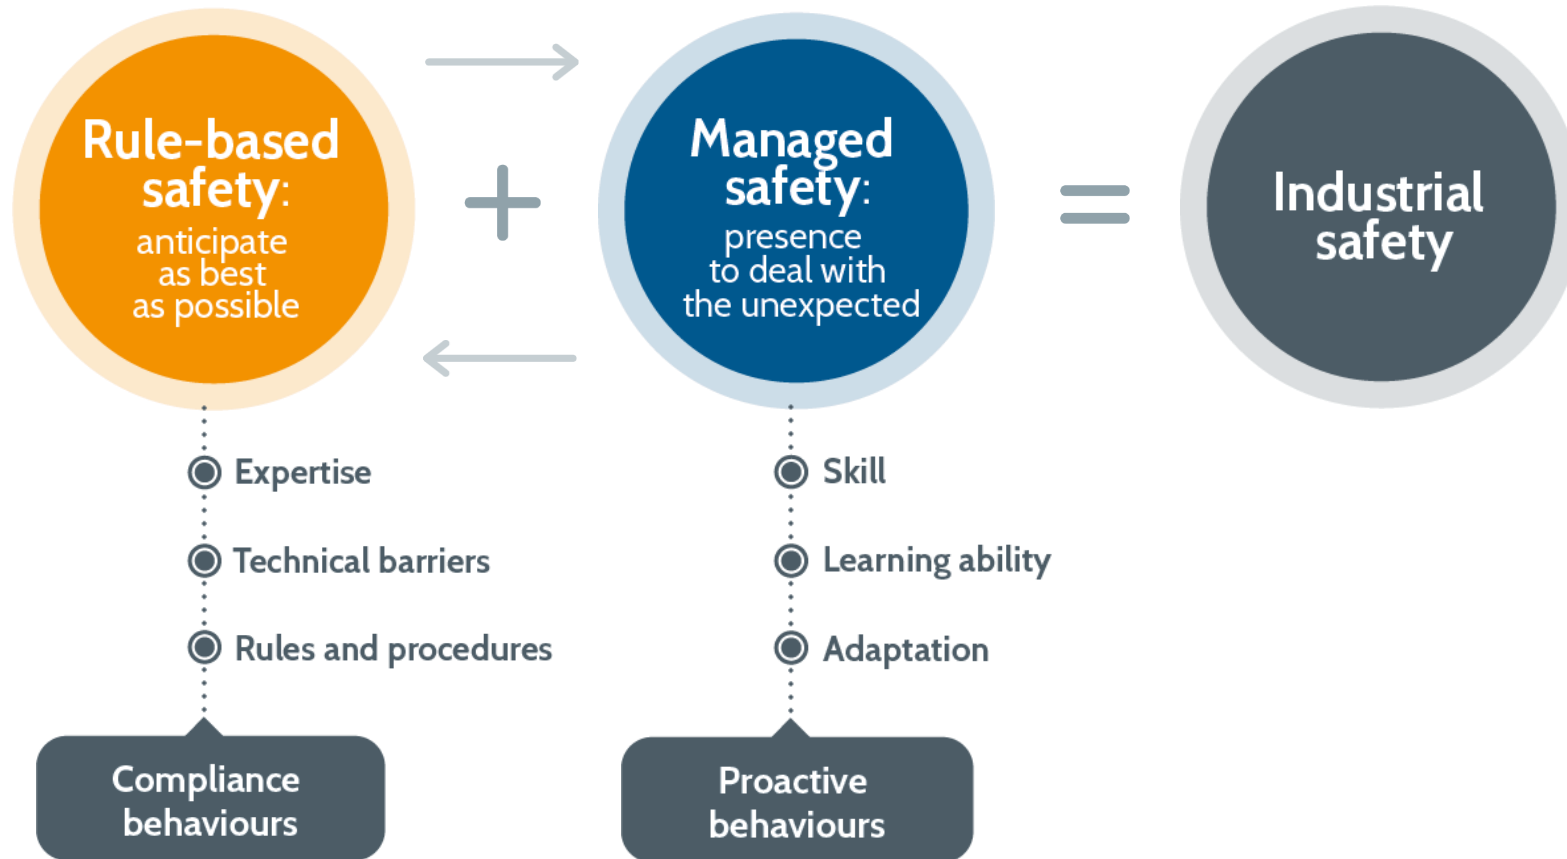 Rule-based
safety:
anticipate
as best
as possible
+
Managed
safety:
presence
to deal with
the unexpected
=
Industrial
safety
Expertise
Technical barriers
Rules and procedures
Compliance
behaviours
Skill
Learning ability
Adaptation
Proactive
behaviours